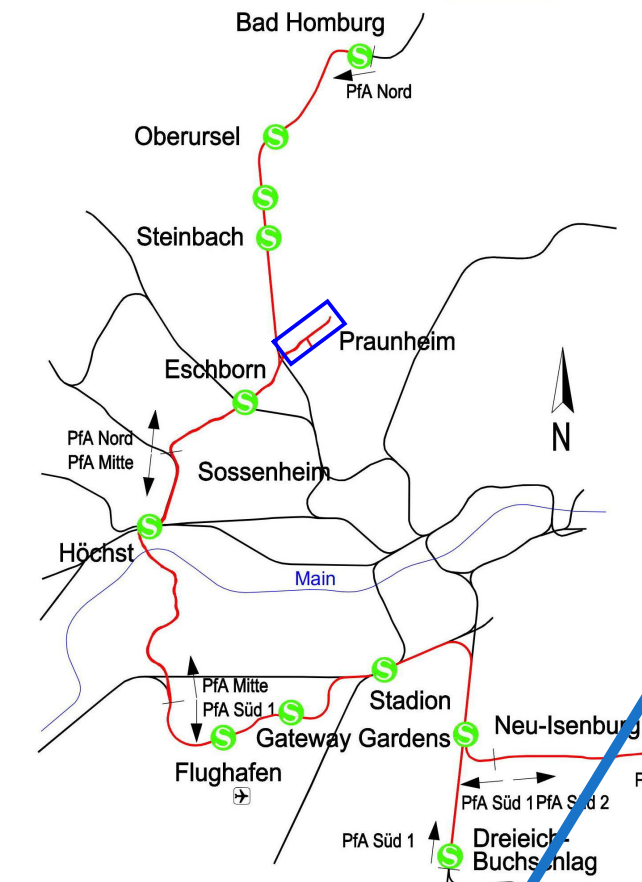 Bad Homburg
PfA Nord
Oberursel
S
S
S
Steinbach
S
Praunheim
Eschborn
S
N
PfA Nord
PfA Mitte
Sossenheim
S
Höchst
Main
PfA Mitte
PfA Süd 1
S
Stadion
S
Gateway Gardens
S
S
Neu-Isenburg
Flughafen
PfA Süd 1
PfA Süd 2
P
PfA Süd 1
S
Dreieich-
Buchschlag